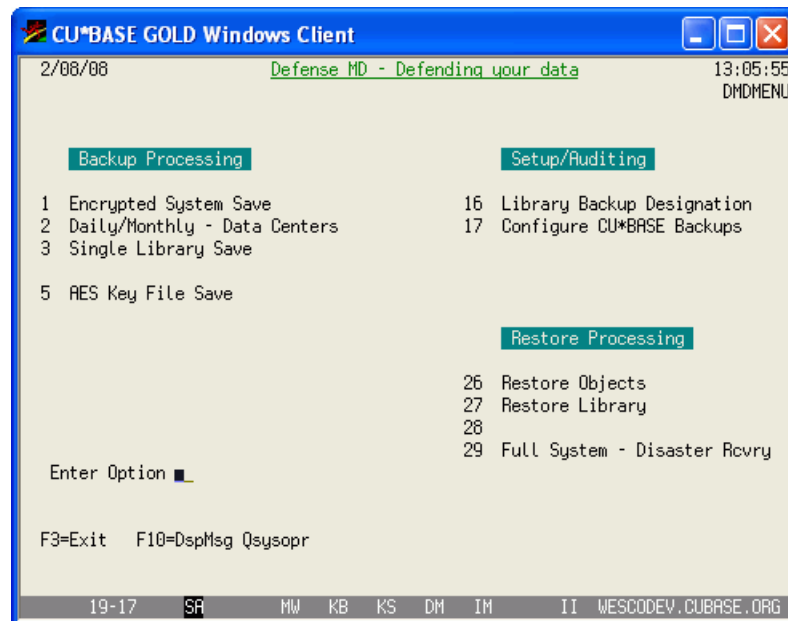 CU*BASE GOLD Windows Client
2/08/08 Defense MD - Defending your data 13:05:55
DMDMENU
Backup Processing Setup/Auditing
1 Encrypted System Save 16 Library Backup Designation
2 Daily/Monthly - Data Centers 17 Configure CU*BASE Backups
3 Single Library Save
5 AES Key File Save
Restore Processing
26 Restore Objects
27 Restore Library
28
29 Full System - Disaster Rcvry
Enter Option
F3=Exit F10=DspMsg Qsysopr
19-17 SA MW KB KS DM IM II WESCODEV.CUBASE.ORG